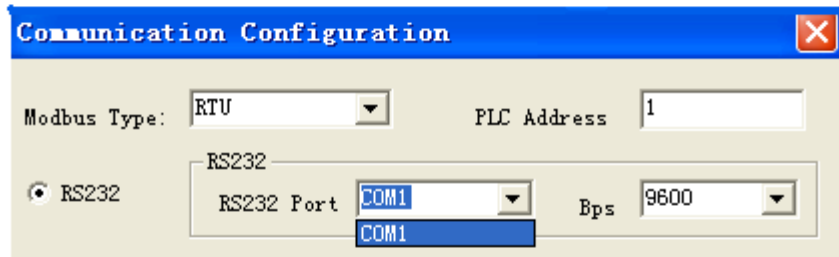 Communication Configuration
Modbus Type: RTU PLC Address 1
RS232
RS232 RS232 Port COM1 Bps 9600
COM1